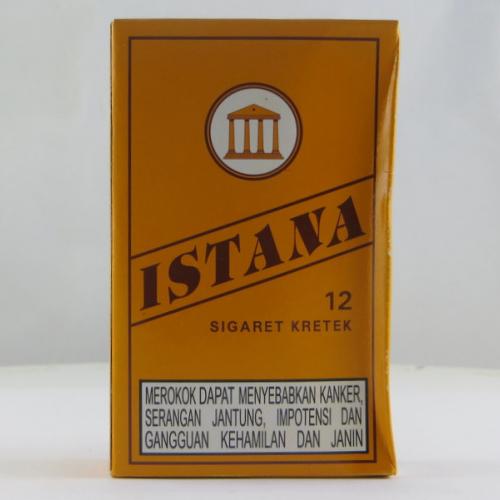 ISTANA
12
SIGARET KRETEK
MEROKOK DAPAT MENYEBABKAN KANKER,
SERANGAN JANTUNG, IMPOTENSI DAN
GANGGUAN KEHAMILAN DAN JANIN